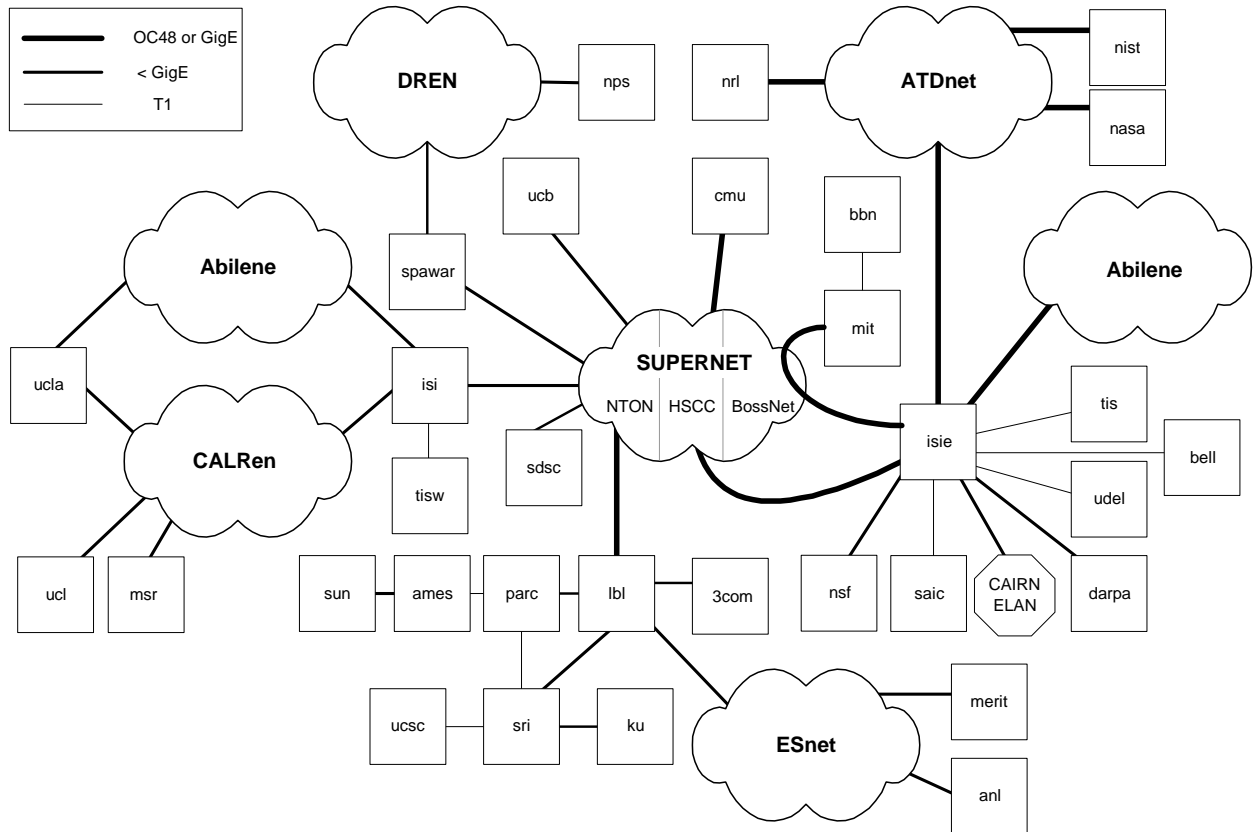 OC48 or GigE
< GigE
T1
DREN
nps
nrl
ATDnet
nist
nasa
ucb
cmu
bbn
Abilene
spawar
mit
Abilene
ucla
isi
SUPERNET
NTON
HSCC
BossNet
isie
tis
bell
CALRen
tisw
sdsc
udel
ucl
msr
sun
ames
parc
lbl
3com
nsf
saic
CAIRN
ELAN
darpa
ucsc
sri
ku
ESnet
merit
anl